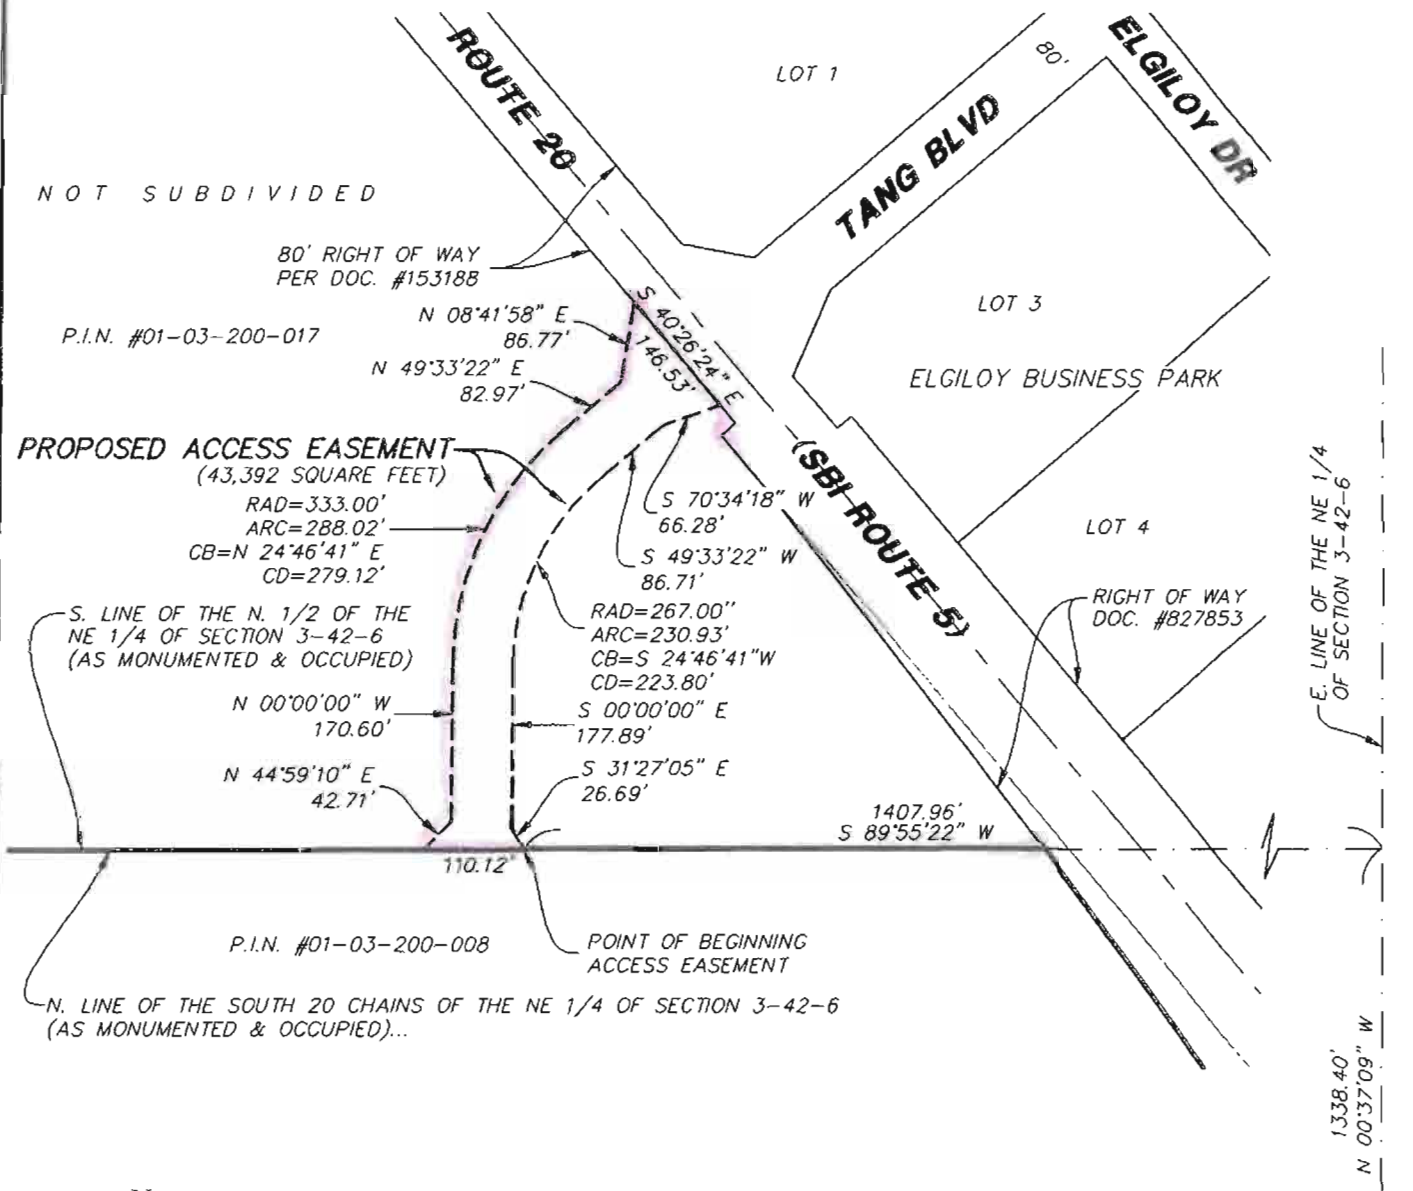 ROUTE 20
LOT 1
80'
ELGILOY DR
TANG BLVD
NOT SUBDIVIDED
80' RIGHT OF WAY
PER DOC. #153188
N 08°41'58" E
86.77'
P.I.N. #01-03-200-017
N 49°33'22" E
82.97'
S 40°26'24" E
146.53'
LOT 3
ELGILOY BUSINESS PARK
PROPOSED ACCESS EASEMENT
(43,392 SQUARE FEET)
RAD=333.00'
ARC=288.02'
CB=N 24°46'41" E
CD=279.12'
(SBI ROUTE 5)
S 70°34'18" W
66.28'
S 49°33'22" W
86.71'
LOT 4
E. LINE OF THE NE 1/4
OF SECTION 3-42-6
S. LINE OF THE N. 1/2 OF THE
NE 1/4 OF SECTION 3-42-6
(AS MONUMENTED & OCCUPIED)
RAD=267.00''
ARC=230.93'
CB=S 24°46'41"W
CD=223.80'
RIGHT OF WAY
DOC. #827853
N 00°00'00" W
170.60'
S 00°00'00" E
177.89'
N 44°59'10" E
42.71'
S 31°27'05" E
26.69'
1407.96'
S 89°55'22" W
110.12'
P.I.N. #01-03-200-008
POINT OF BEGINNING
ACCESS EASEMENT
N. LINE OF THE SOUTH 20 CHAINS OF THE NE 1/4 OF SECTION 3-42-6
(AS MONUMENTED & OCCUPIED)...
1338.40'
N 00°37'09" W